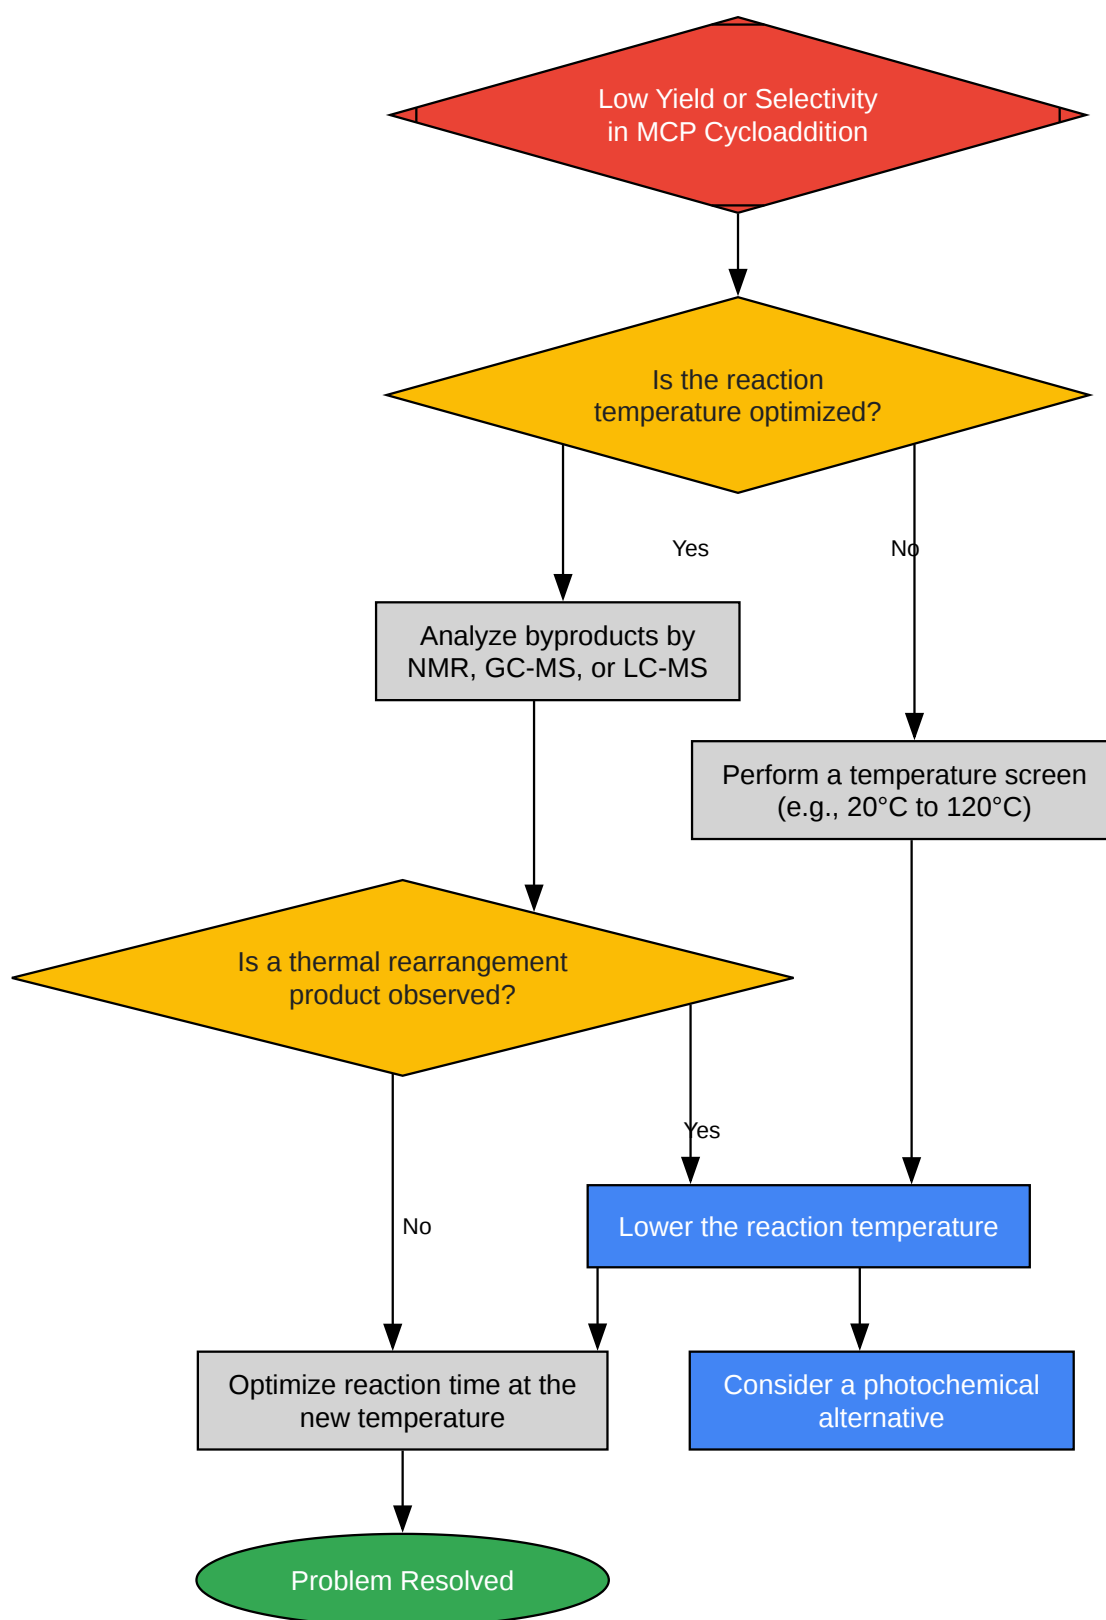 Low Yield or Selectivity
in MCP Cycloaddition
Is the reaction
temperature optimized?
Yes
No
Analyze byproducts by
NMR, GC-MS, or LC-MS
Perform a temperature screen
(e.g., 20°C to 120°C)
Is a thermal rearrangement
product observed?
Yes
No
Lower the reaction temperature
Optimize reaction time at the
new temperature
Consider a photochemical
alternative
Problem Resolved